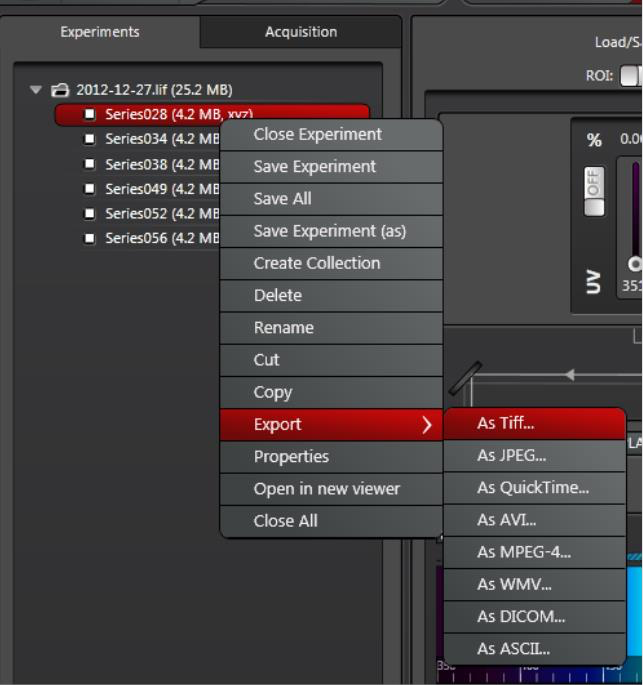 Experiments
Acquisition
2012-12-27.lif (25.2 MB)
Series028 (4.2 MB, xyz)
Series034 (4.2 MB
Series038 (4.2 MB
Series049 (4.2 MB
Series052 (4.2 MB
Series056 (4.2 MB
Close Experiment
Save Experiment
Save All
Save Experiment (as)
Create Collection
Delete
Rename
Cut
Copy
Export
Properties
Open in new viewer
Close All
As Tiff...
As JPEG...
As QuickTime...
As AVI...
As MPEG-4...
As WMV...
As DICOM...
As ASCII...
Load/S
ROI:
%
0.0
OFF
UV
351
LA